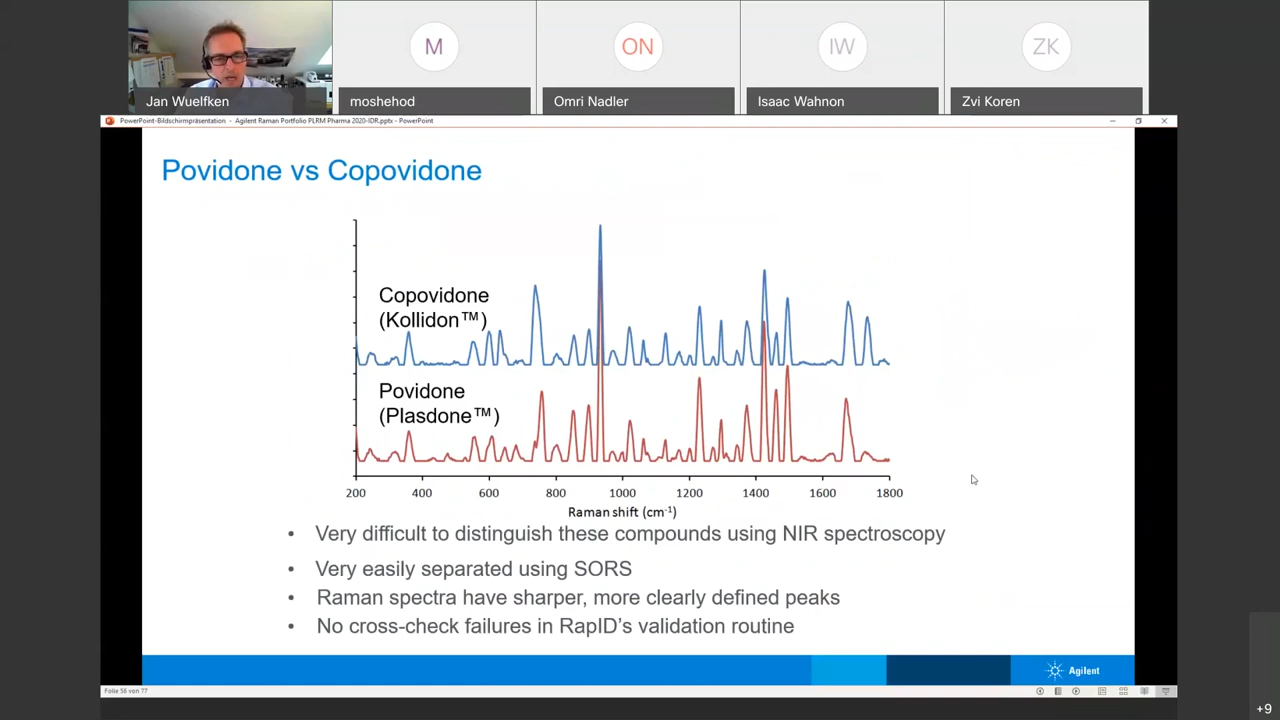 M
ON
IW
ZK
Jan Wuelfken
moshehod
Omri Nadler
Isaac Wahnon
Zvi Koren
PowerPoint-Bildschirmpräsentation - Agilent Raman Portfolio PLRM Pharma 2020-IDR.pptx - PowerPoint
Povidone vs Copovidone
Copovidone
(Kollidon™)
Povidone
(Plasdone™)
200 400 600 800 1000 1200 1400 1600 1800
Raman shift (cm⁻¹)
• Very difficult to distinguish these compounds using NIR spectroscopy
• Very easily separated using SORS
• Raman spectra have sharper, more clearly defined peaks
• No cross-check failures in RapID's validation routine
Agilent
Folie 56 von 77
+9